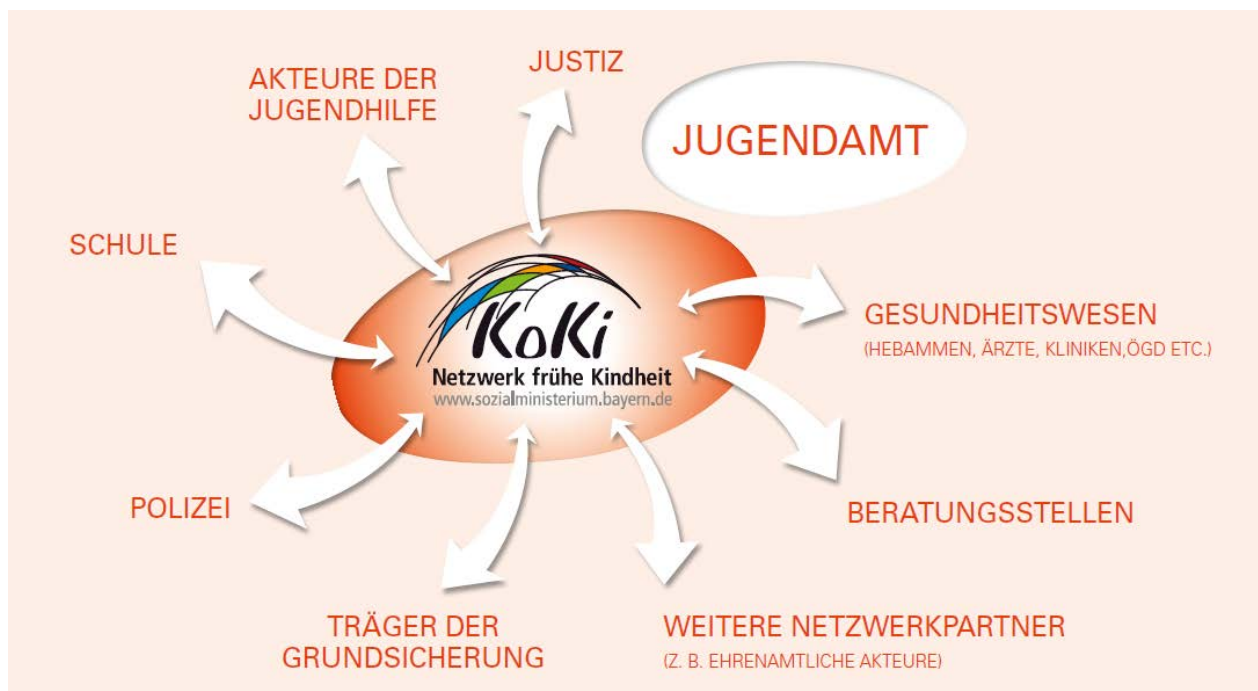 JUSTIZ
AKTEURE DER
JUGENDHILFE
JUGENDAMT
SCHULE
KoKi
Netzwerk frühe Kindheit
www.sozialministerium.bayern.de
GESUNDHEITSWESEN
(HEBAMMEN, ÄRZTE, KLINIKEN,ÖGD ETC.)
POLIZEI
BERATUNGSSTELLEN
TRÄGER DER
GRUNDSICHERUNG
WEITERE NETZWERKPARTNER
(Z. B. EHRENAMTLICHE AKTEURE)